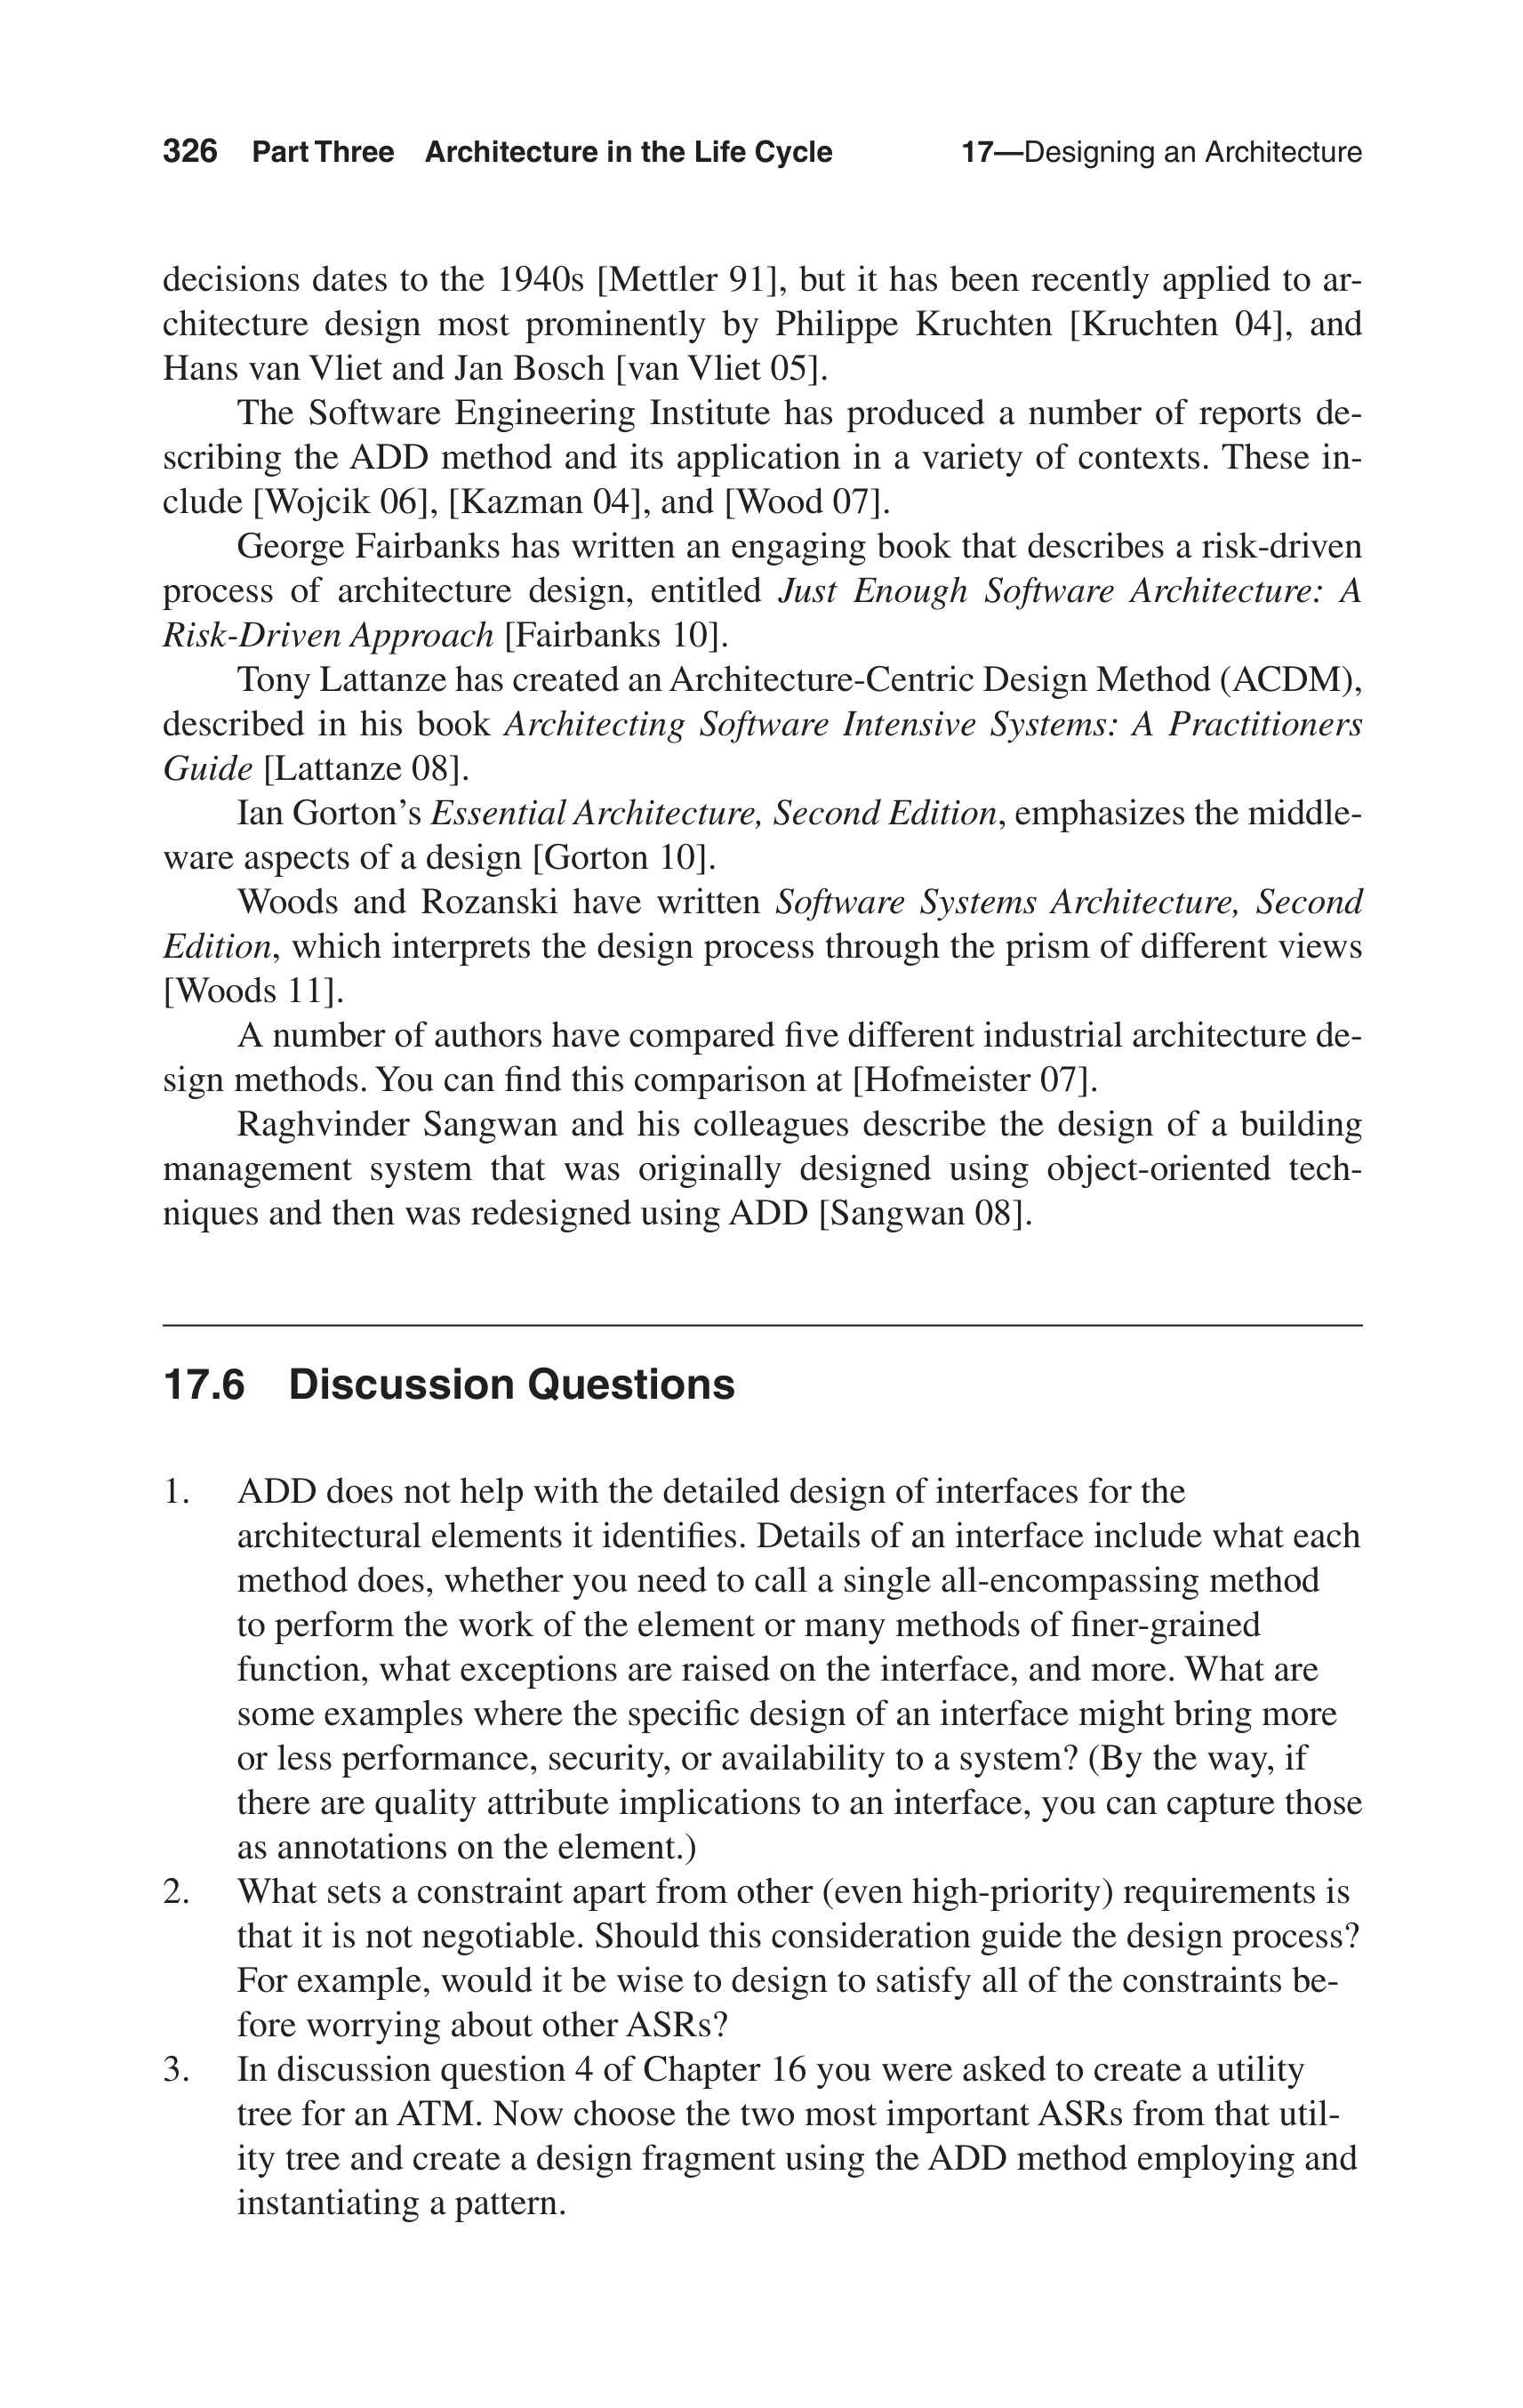 326 Part Three Architecture in the Life Cycle 17—Designing an Architecture
decisions dates to the 1940s [Mettler 91], but it has been recently applied to ar-
chitecture design most prominently by Philippe Kruchten [Kruchten 04], and
Hans van Vliet and Jan Bosch [van Vliet 05].
The Software Engineering Institute has produced a number of reports de-
scribing the ADD method and its application in a variety of contexts. These in-
clude [Wojcik 06], [Kazman 04], and [Wood 07].
George Fairbanks has written an engaging book that describes a risk-driven
process of architecture design, entitled Just Enough Software Architecture: A
Risk-Driven Approach [Fairbanks 10].
Tony Lattanze has created an Architecture-Centric Design Method (ACDM),
described in his book Architecting Software Intensive Systems: A Practitioners
Guide [Lattanze 08].
Ian Gorton’s Essential Architecture, Second Edition, emphasizes the middle-
ware aspects of a design [Gorton 10].
Woods and Rozanski have written Software Systems Architecture, Second
Edition, which interprets the design process through the prism of different views
[Woods 11].
A number of authors have compared five different industrial architecture de-
sign methods. You can find this comparison at [Hofmeister 07].
Raghvinder Sangwan and his colleagues describe the design of a building
management system that was originally designed using object-oriented tech-
niques and then was redesigned using ADD [Sangwan 08].
17.6 Discussion Questions
1. ADD does not help with the detailed design of interfaces for the
architectural elements it identifies. Details of an interface include what each
method does, whether you need to call a single all-encompassing method
to perform the work of the element or many methods of finer-grained
function, what exceptions are raised on the interface, and more. What are
some examples where the specific design of an interface might bring more
or less performance, security, or availability to a system? (By the way, if
there are quality attribute implications to an interface, you can capture those
as annotations on the element.)
2. What sets a constraint apart from other (even high-priority) requirements is
that it is not negotiable. Should this consideration guide the design process?
For example, would it be wise to design to satisfy all of the constraints be-
fore worrying about other ASRs?
3. In discussion question 4 of Chapter 16 you were asked to create a utility
tree for an ATM. Now choose the two most important ASRs from that util-
ity tree and create a design fragment using the ADD method employing and
instantiating a pattern.